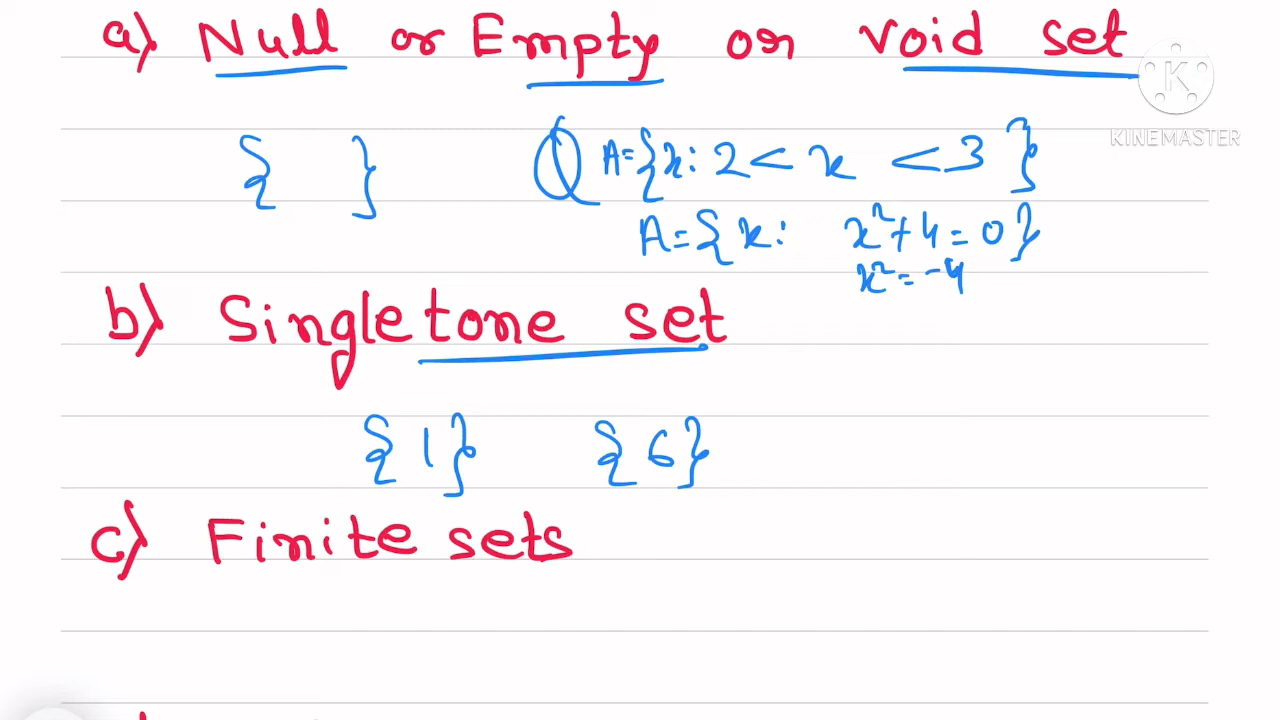 a) Null or Empty or void set
{ } Q A={x: 2 < x < 3}
KINEMASTER
A={x: x²+4=0}
x²=-4
b) Singletone set
{1} {6}
c) Finite sets